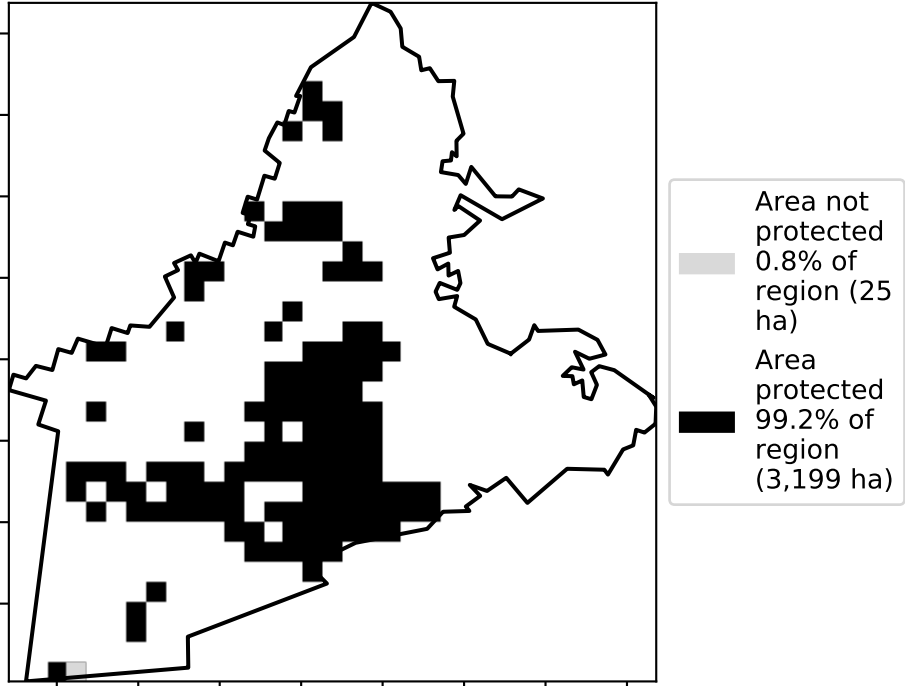 Area not
protected
0.8% of
region (25
ha)
Area
protected
99.2% of
region
(3,199 ha)